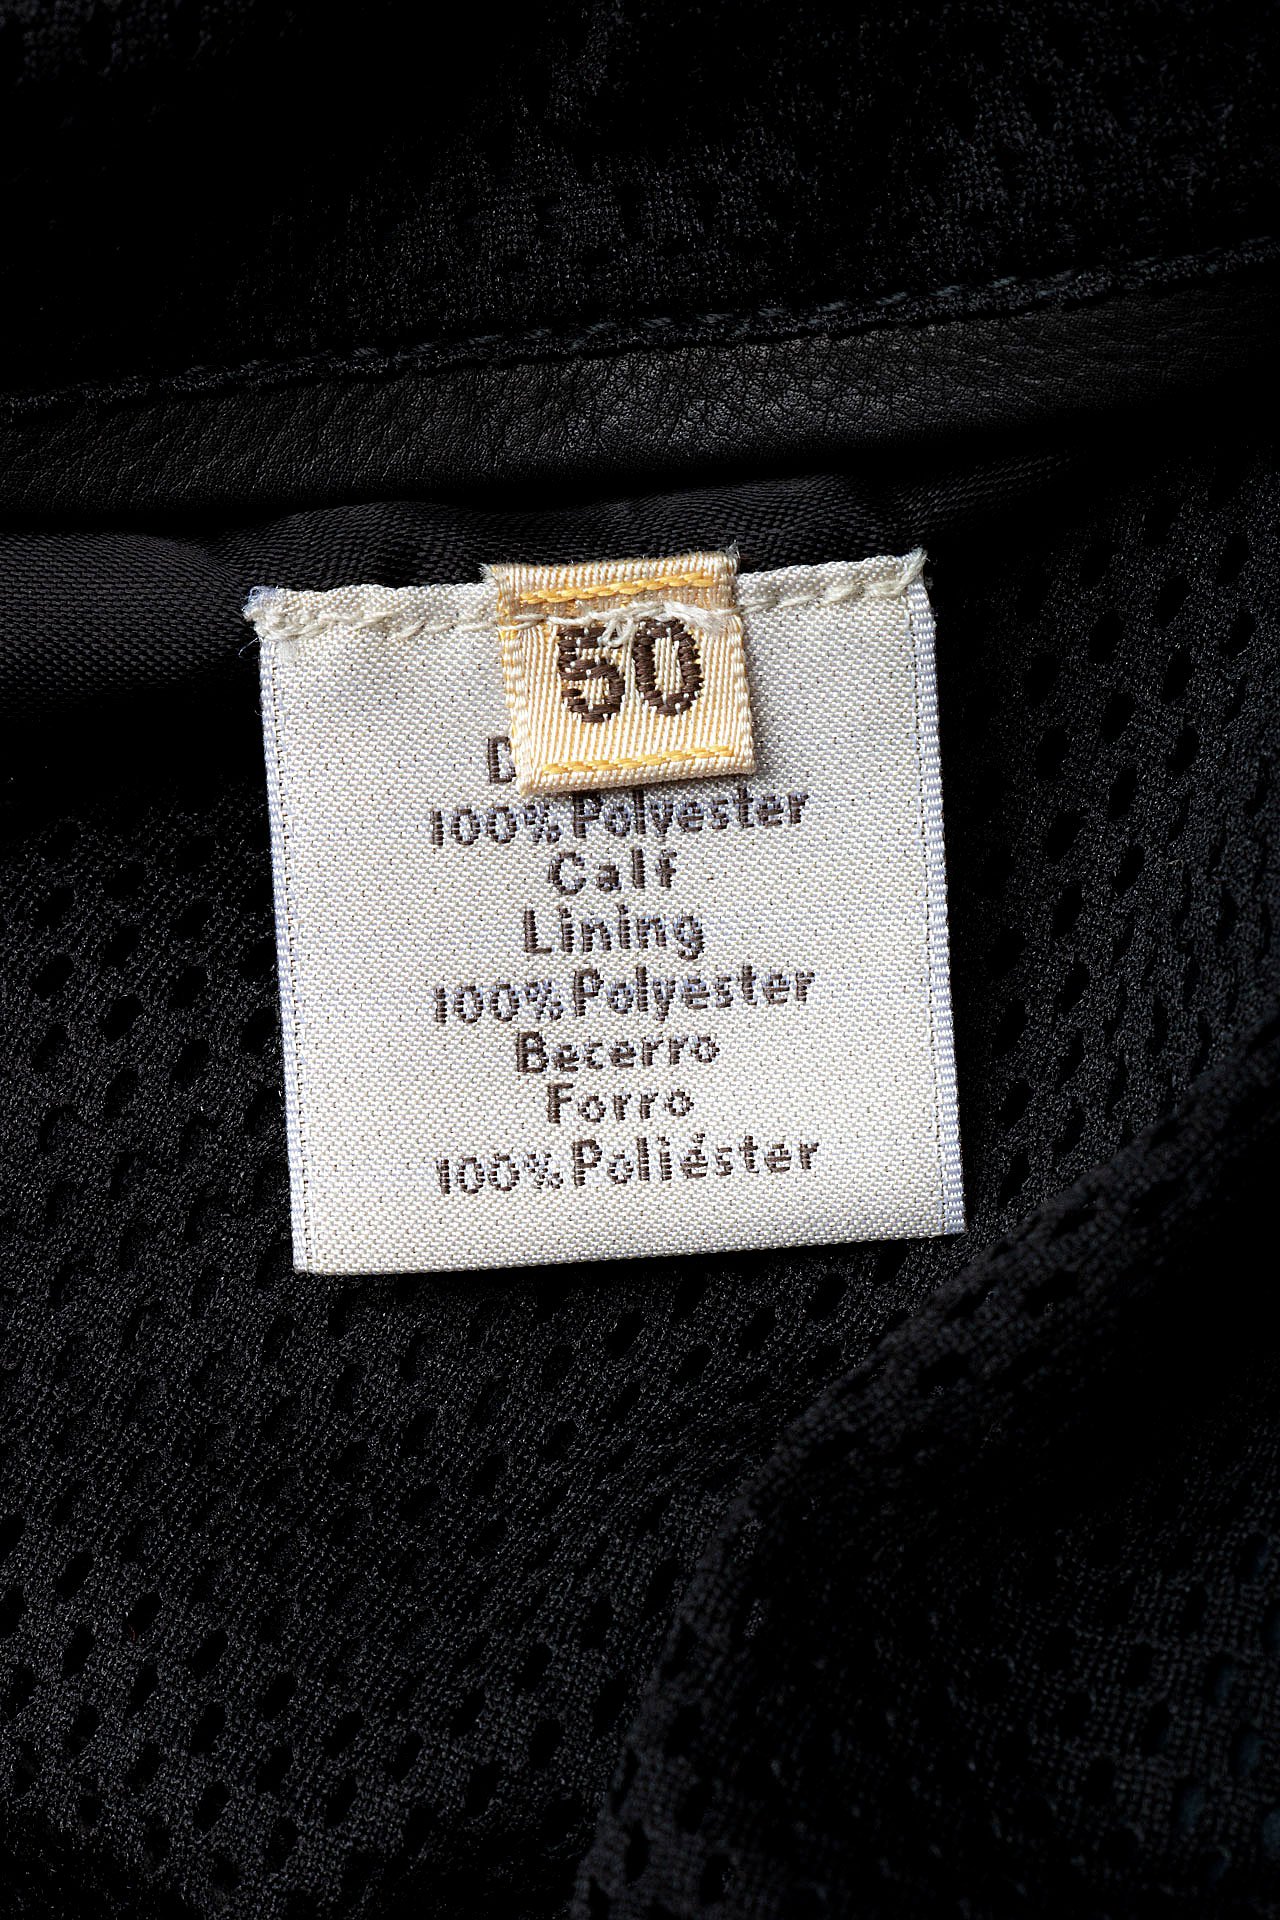 50
100% Polyester
Calf
Lining
100% Polyester
Becerro
Forro
100% Poliéster